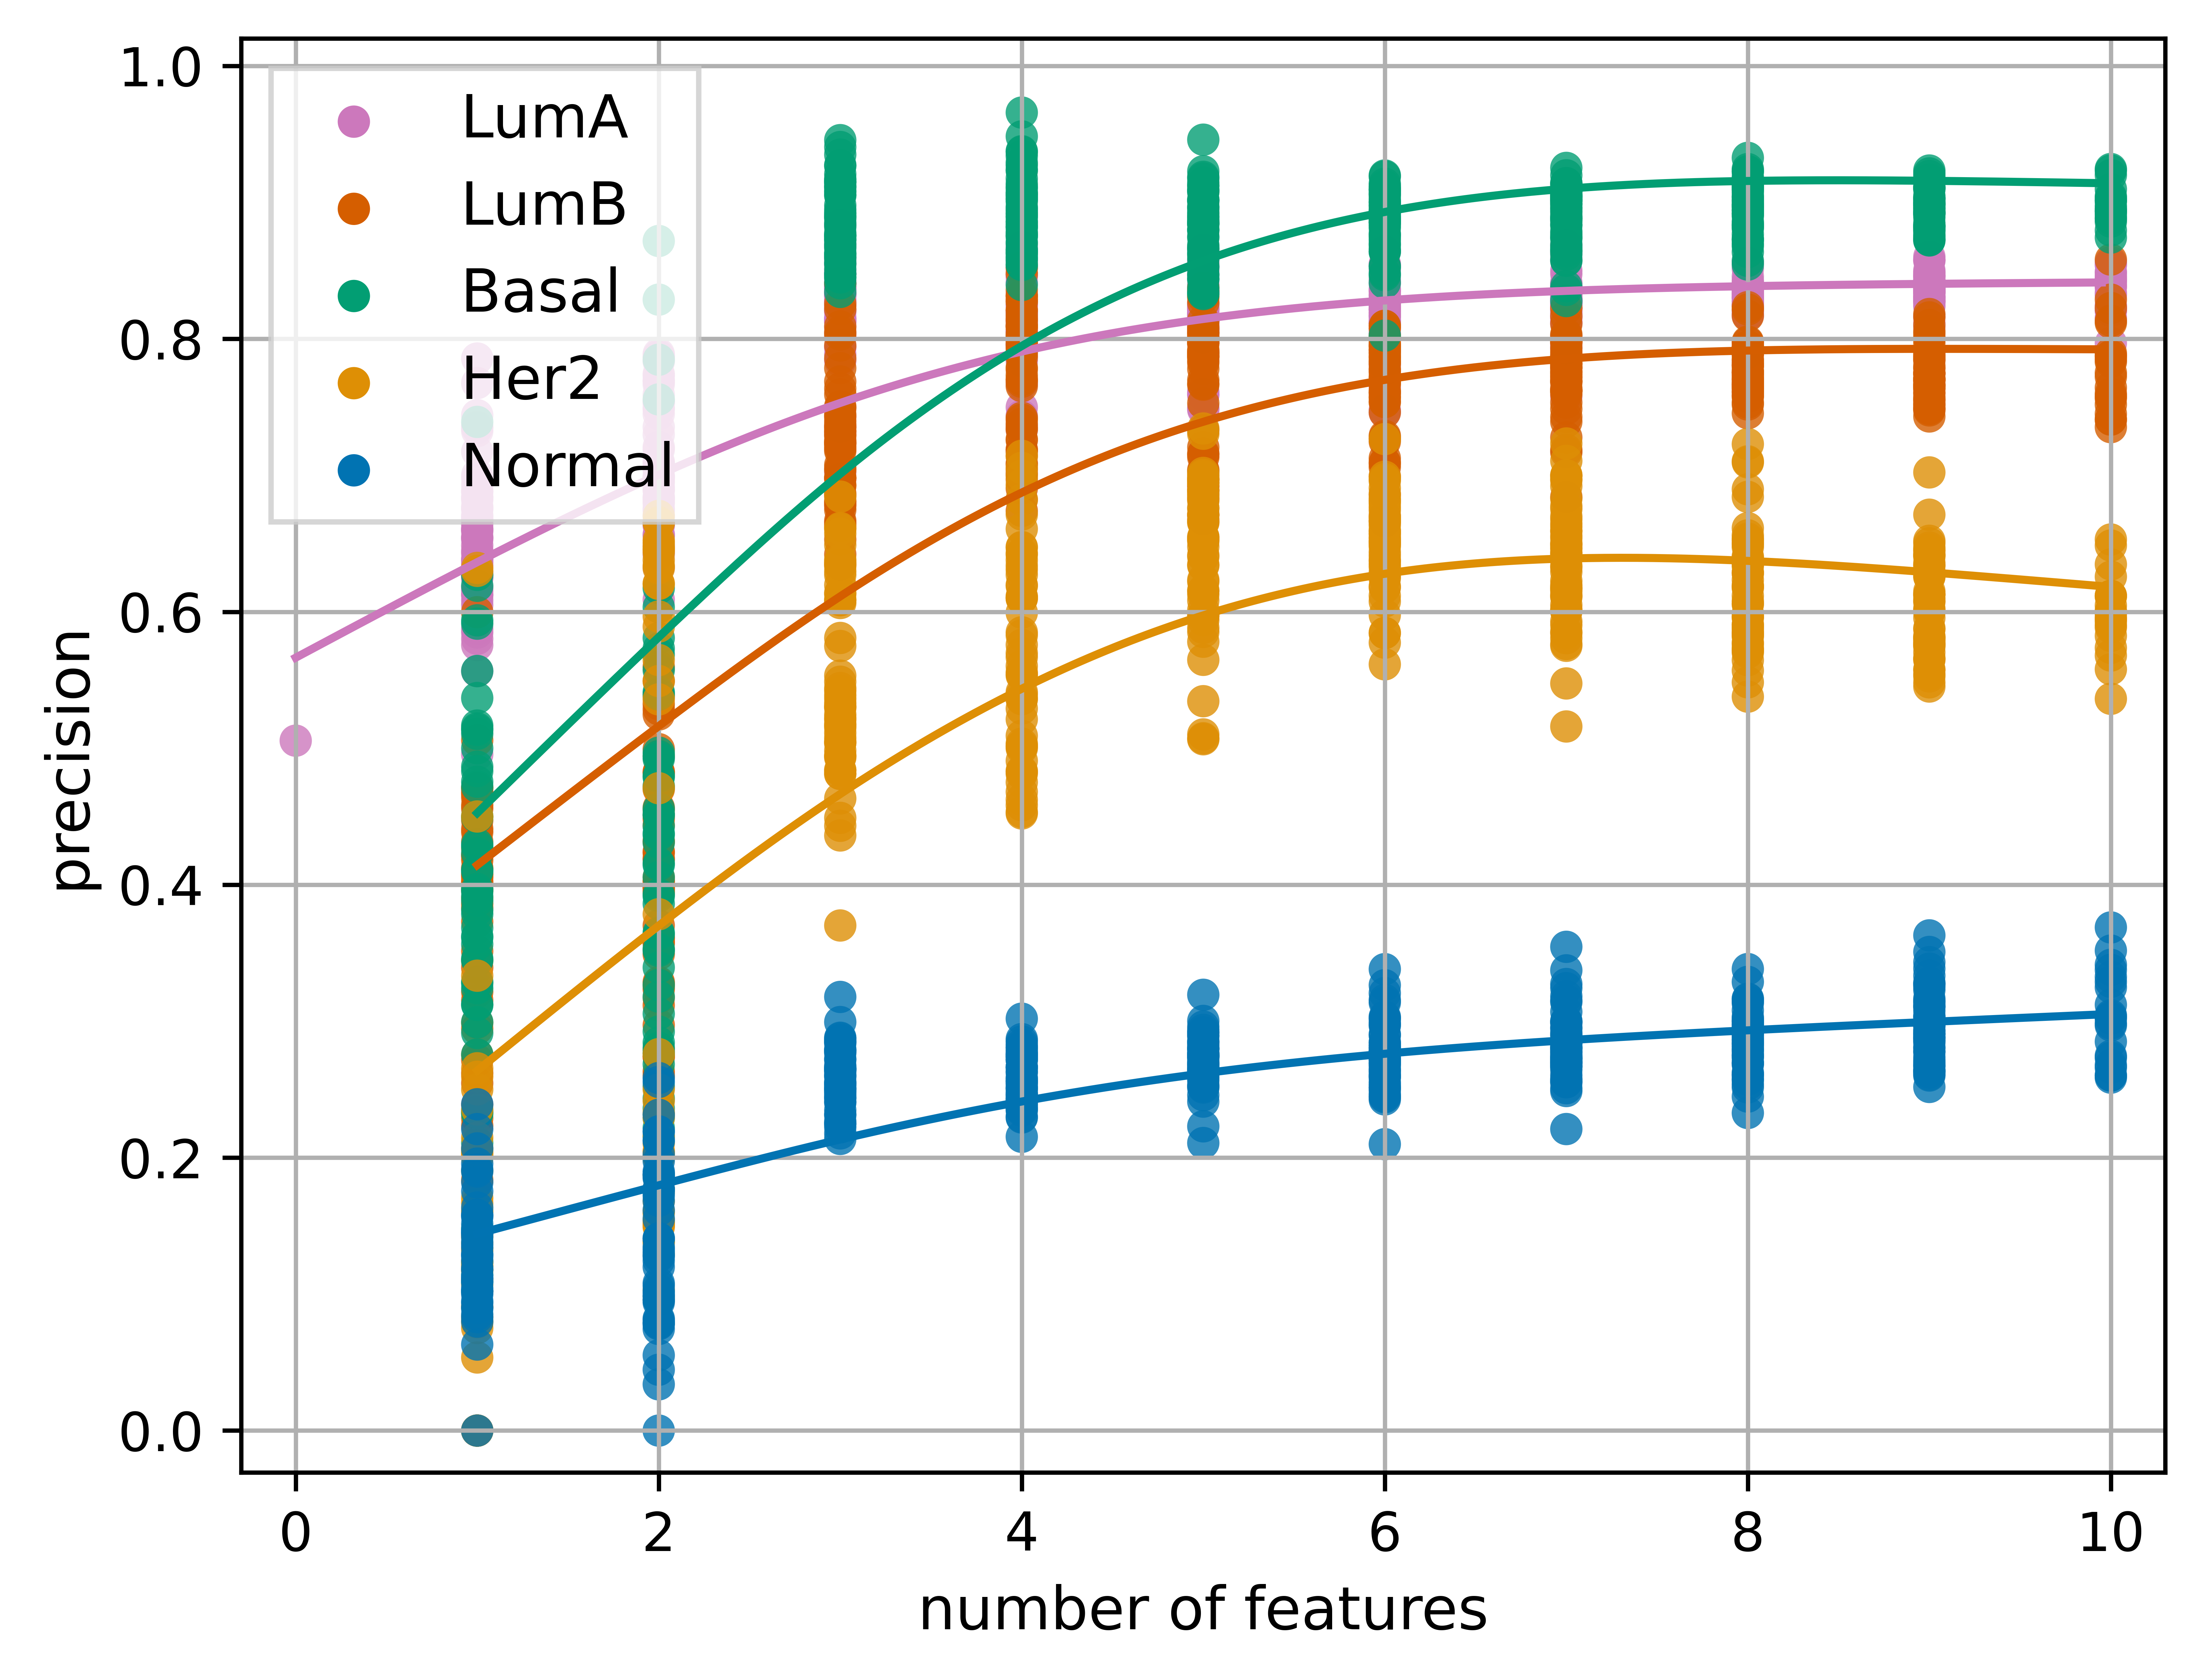 1.0
0.8
0.6
0.4
0.2
0.0
precision
LumA
LumB
Basal
Her2
Normal
0 2 4 6 8 10
number of features